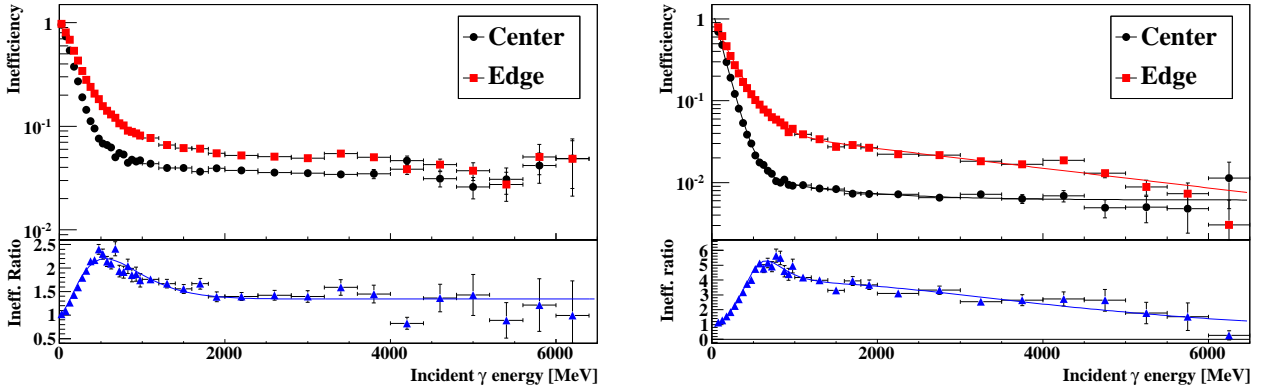 Inefficiency
1
10⁻¹
10⁻²
Center
Edge
Ineff. Ratio
2.5
2
1.5
1
0.5
0
2000
4000
6000
Incident γ energy [MeV]
Inefficiency
1
10⁻¹
10⁻²
10⁻³
Center
Edge
Ineff. ratio
6
5
4
3
2
1
0
0
2000
4000
6000
Incident γ energy [MeV]